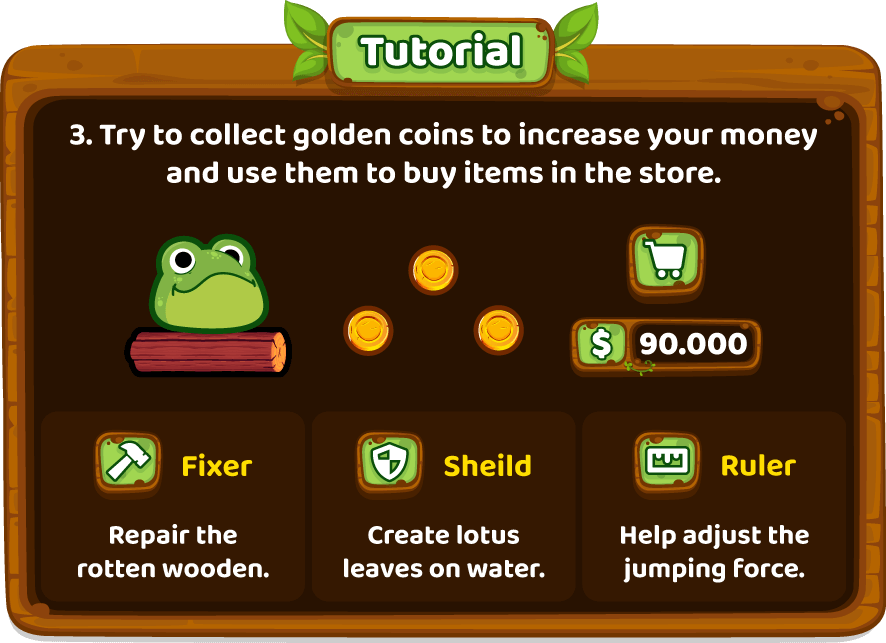 Tutorial
3. Try to collect golden coins to increase your money
and use them to buy items in the store.
$ 90.000
Fixer
Repair the
rotten wooden.
Sheild
Create lotus
leaves on water.
Ruler
Help adjust the
jumping force.